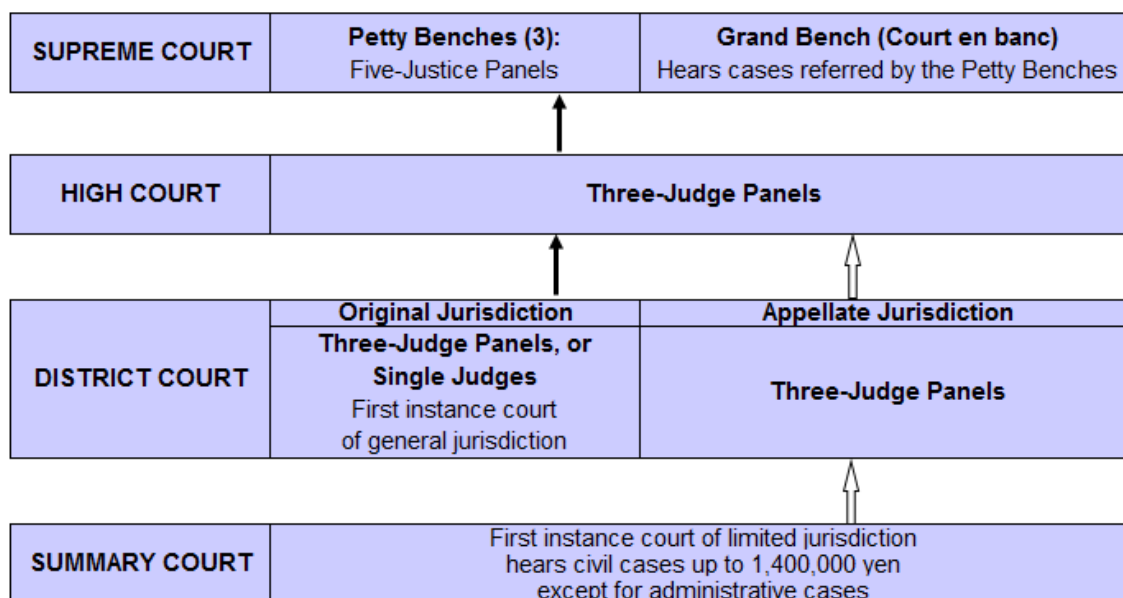 SUPREME COURT
Petty Benches (3):
Five-Justice Panels
Grand Bench (Court en banc)
Hears cases referred by the Petty Benches
HIGH COURT
Three-Judge Panels
DISTRICT COURT
Original Jurisdiction
Three-Judge Panels, or
Single Judges
First instance court
of general jurisdiction
Appellate Jurisdiction
Three-Judge Panels
SUMMARY COURT
First instance court of limited jurisdiction
hears civil cases up to 1,400,000 yen
except for administrative cases